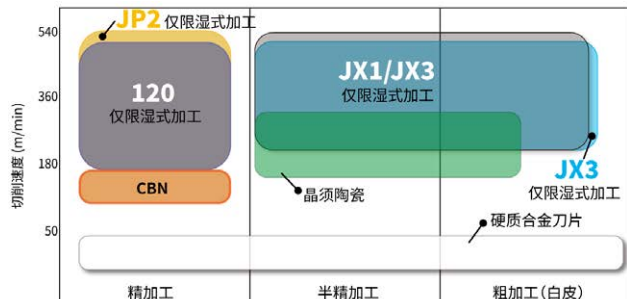 540
JP2 仅限湿式加工
120
仅限湿式加工
JX1/JX3
仅限湿式加工
360
切削速度 (m/min)
180
CBN
晶须陶瓷
JX3
仅限湿式加工
硬质合金刀片
50
精加工
半精加工
粗加工(白皮)